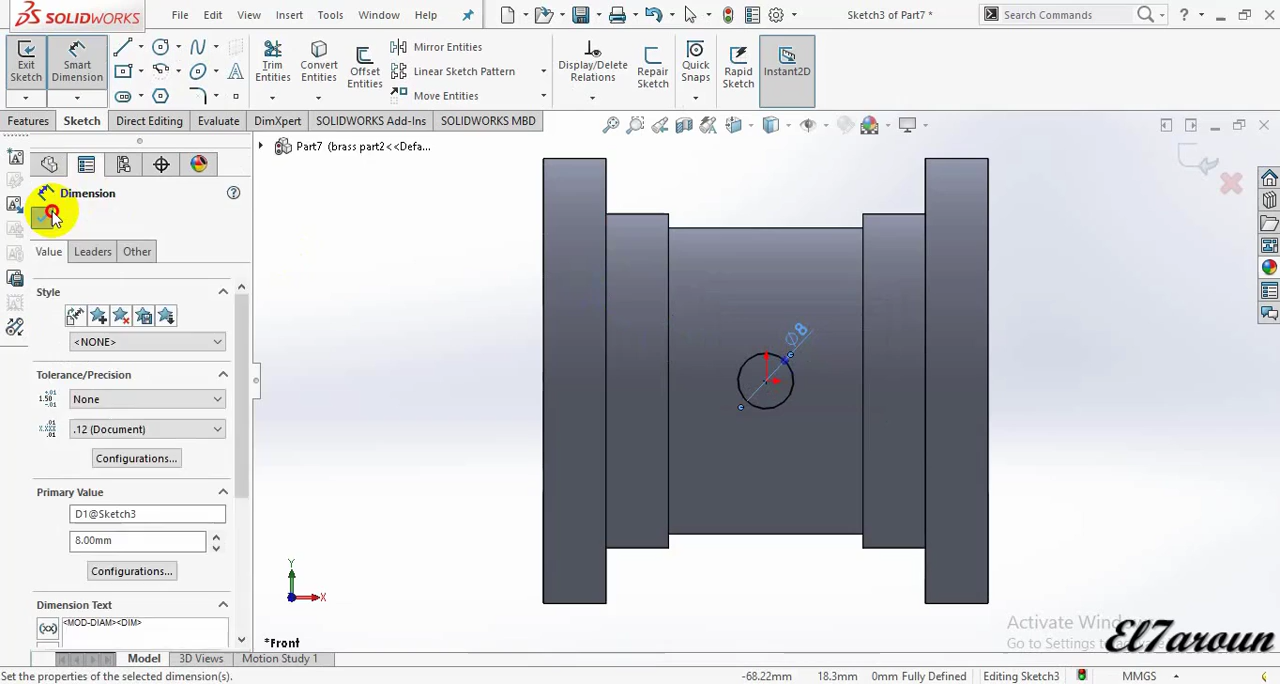 SOLIDWORKS
File Edit View Insert Tools Window Help
Sketch3 of Part7 *
Search Commands
Exit Sketch
Smart Dimension
Trim Entities
Convert Entities
Offset Entities
Mirror Entities
Linear Sketch Pattern
Move Entities
Display/Delete Relations
Repair Sketch
Quick Snaps
Rapid Sketch
Instant2D
Features Sketch Direct Editing Evaluate DimXpert SOLIDWORKS Add-Ins SOLIDWORKS MBD
Part7 (brass part2<<Defa...
Dimension
Value Leaders Other
Style
<NONE>
Tolerance/Precision
None
.12 (Document)
Configurations...
Primary Value
D1@Sketch3
8.00mm
Configurations...
Dimension Text
<MOD-DIAM><DIM>
∅8
Y
X
*Front
Activate Windo
Go to Settings to
El7aroun
Model 3D Views Motion Study 1
Set the properties of the selected dimension(s).
-68.22mm 18.3mm 0mm Fully Defined Editing Sketch3 MMGS